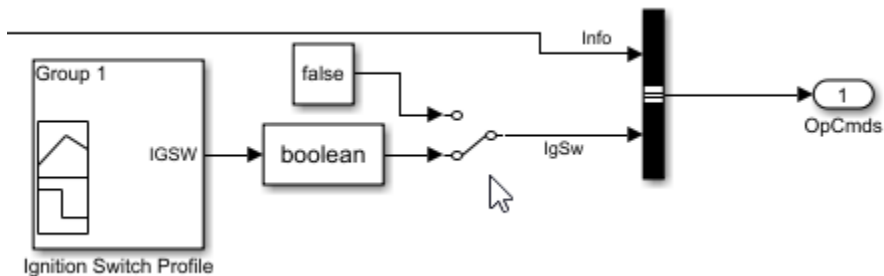 Info
Group 1
false
1
OpCmds
IGSW
boolean
IgSw
Ignition Switch Profile